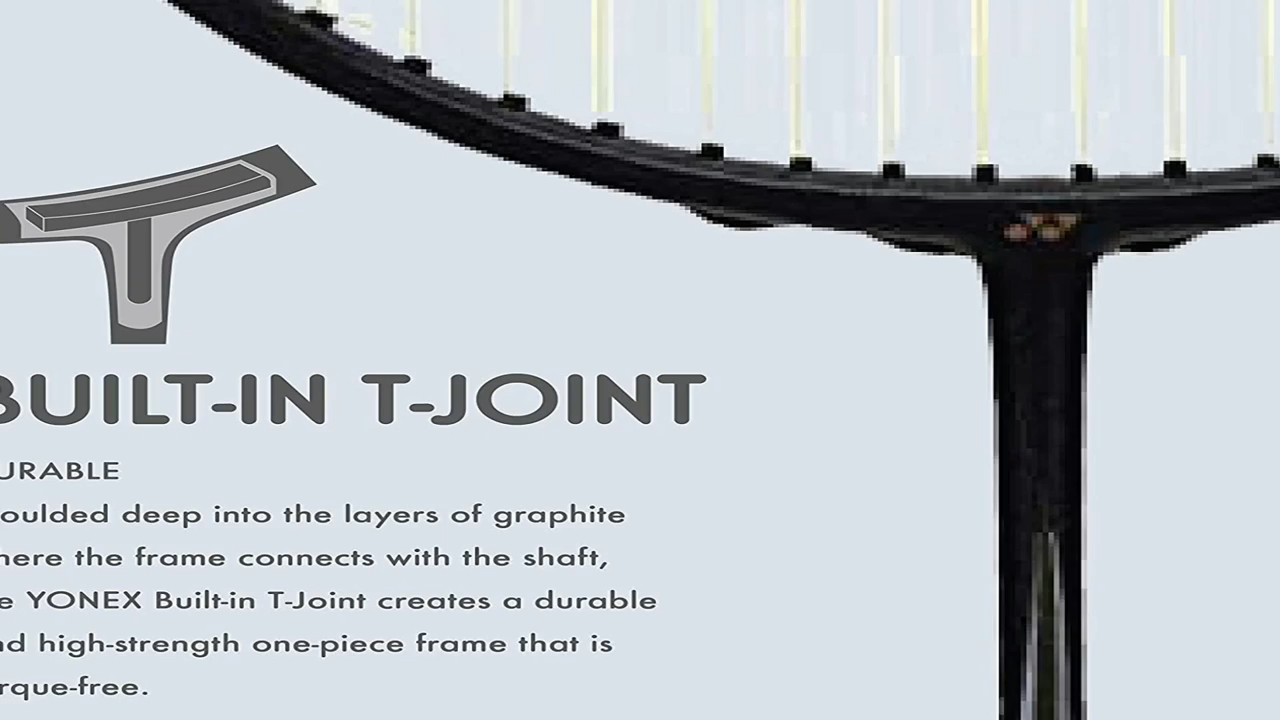 BUILT-IN T-JOINT
URABLE
oulded deep into the layers of graphite
here the frame connects with the shaft,
e YONEX Built-in T-Joint creates a durable
nd high-strength one-piece frame that is
rque-free.